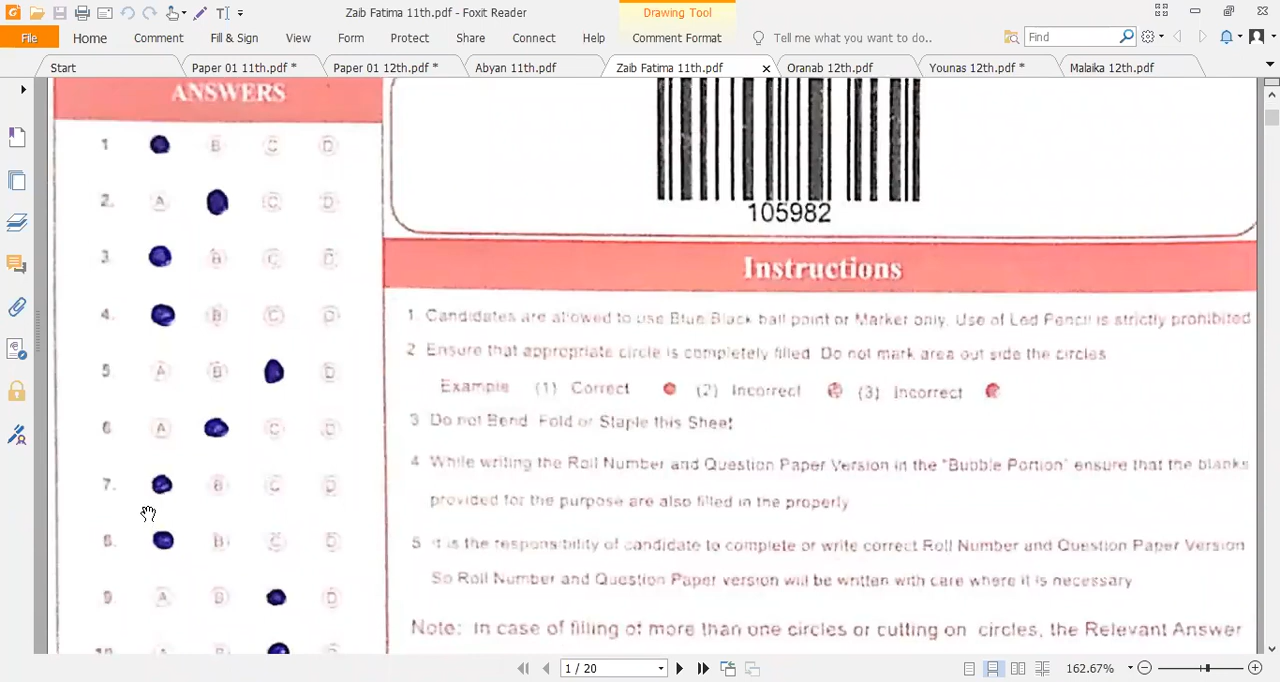 Zaib Fatima 11th.pdf - Foxit Reader
Drawing Tool
File Home Comment Fill & Sign View Form Protect Share Connect Help Comment Format Tell me what you want to do.. Find
Start Paper 01 11th.pdf * Paper 01 12th.pdf * Abyan 11th.pdf Zaib Fatima 11th.pdf Oranab 12th.pdf Younas 12th.pdf * Malaika 12th.pdf
ANSWERS
1 B C D
2. A C D
3. B C D
4. B C D
5. A B D
6 A C D
7. B C D
8. B C D
9. A B D
10
105982
Instructions
1. Candidates are allowed to use Blue Black ball point or Marker only. Use of Led Pencil is strictly prohibited
2 Ensure that appropriate circle is completely filled Do not mark area out side the circles
Example (1) Correct (2) Incorrect (3) Incorrect
3 Do not Bend Fold or Staple this Sheet
4 While writing the Roll Number and Question Paper Version in the "Bubble Portion" ensure that the blanks
provided for the purpose are also filled in the properly
5 It is the responsibility of candidate to complete or write correct Roll Number and Question Paper Version
So Roll Number and Question Paper version will be written with care where it is necessary
Note: In case of filling of more than one circles or cutting on circles, the Relevant Answer
1 / 20
162.67%